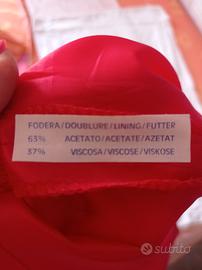 FODERA/DOUBLURE/LINING/FUTTER
63% ACETATO/ACETATE/AZETAT
37% VISCOSA/VISCOSE/VISKOSE
subito